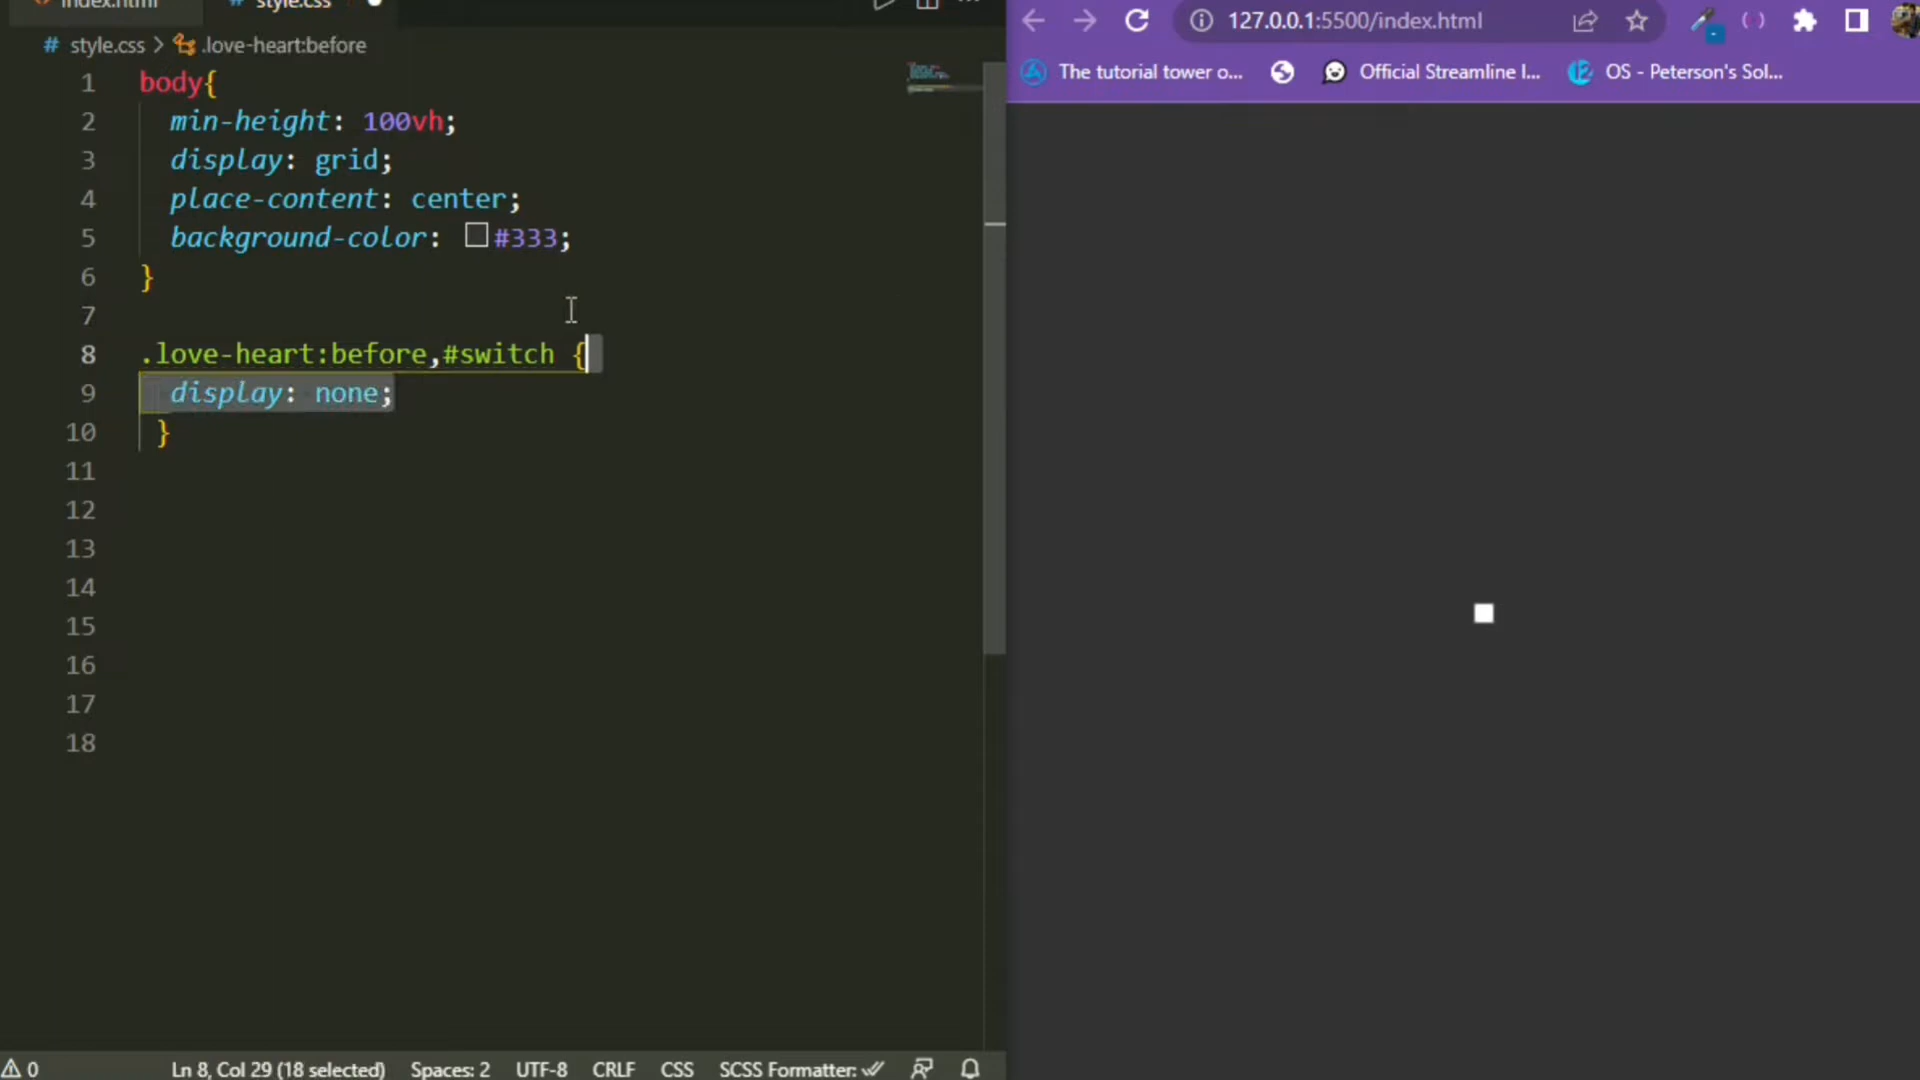 index.html
# style.css
# style.css > .love-heart:before
1 body{
2 min-height: 100vh;
3 display: grid;
4 place-content: center;
5 background-color: #333;
6 }
7
8 .love-heart:before,#switch {
9 display: none;
10 }
11
12
13
14
15
16
17
18
0
Ln 8, Col 29 (18 selected)
Spaces: 2
UTF-8
CRLF
CSS
SCSS Formatter:
127.0.0.1:5500/index.html
The tutorial tower o...
Official Streamline I...
OS - Peterson's Sol...